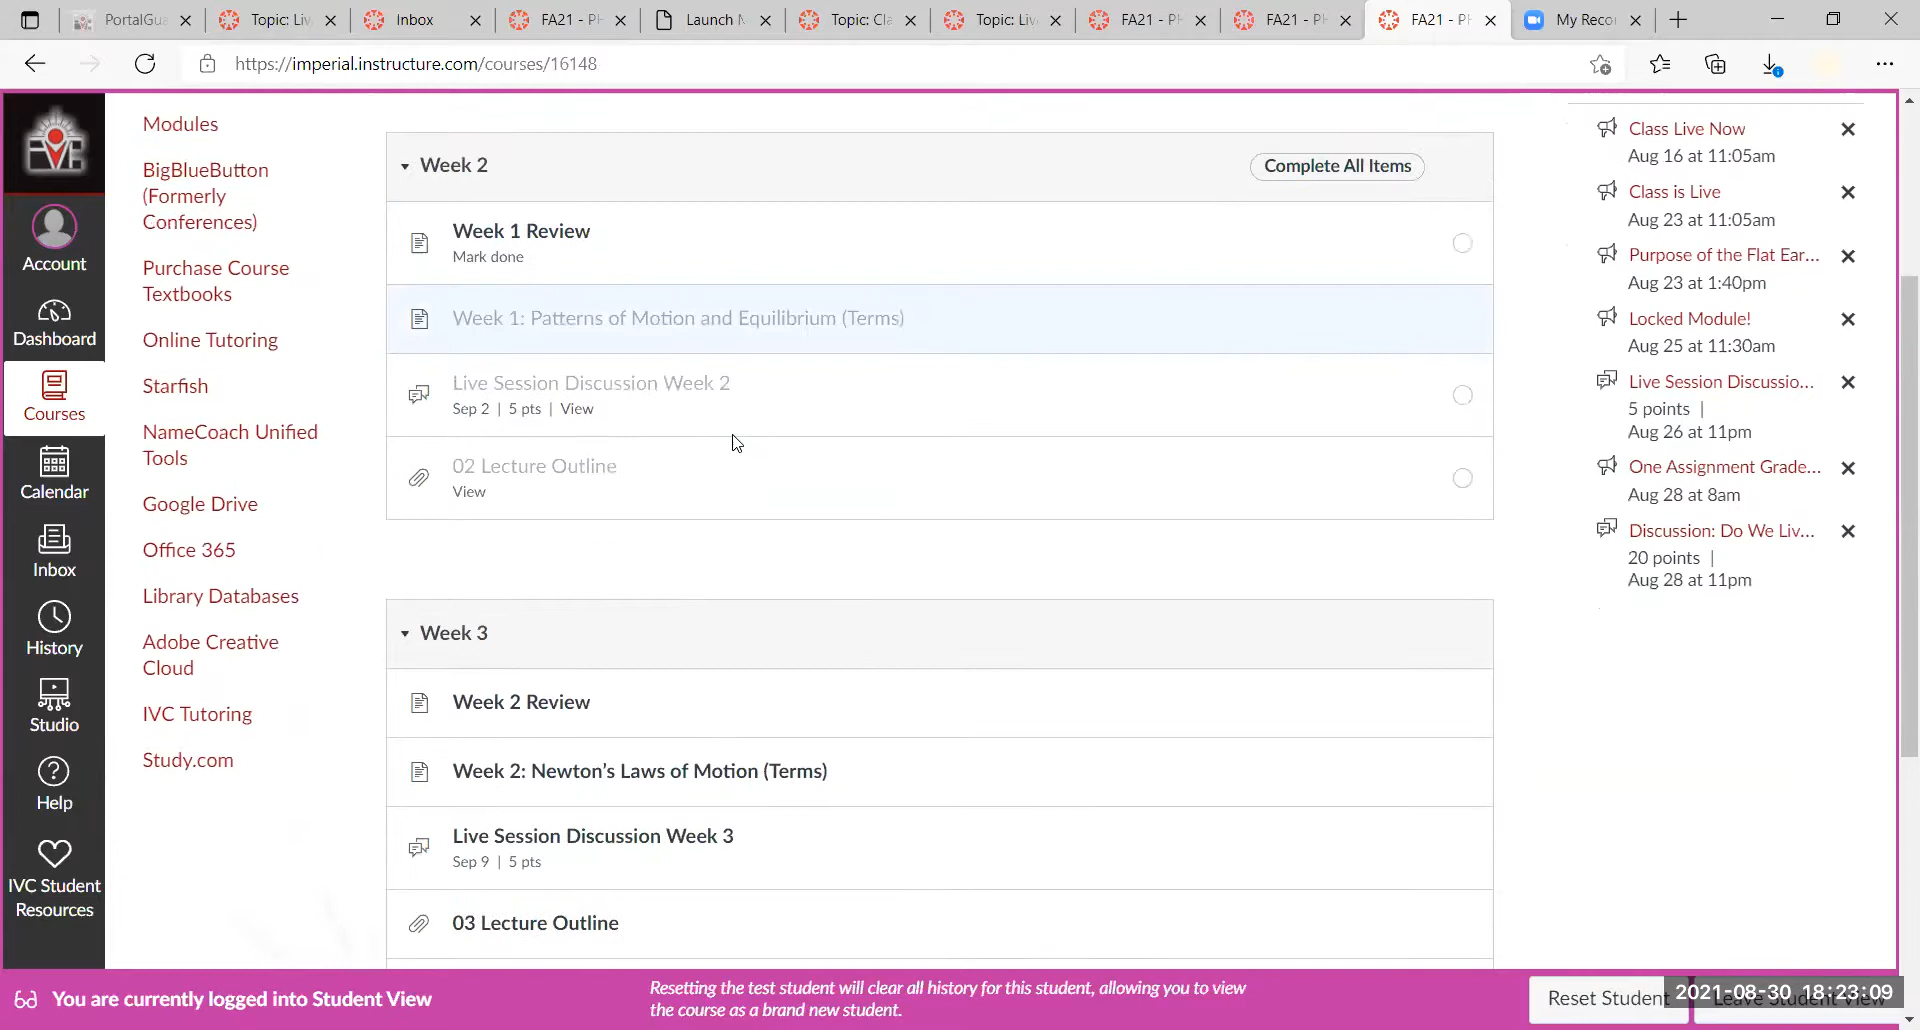 PortalGua
Topic: Liv
Inbox
FA21 - PH
Launch M
Topic: Cla
Topic: Liv
FA21 - PH
FA21 - PH
FA21 - PH
My Recor
https://imperial.instructure.com/courses/16148
Account
Dashboard
Courses
Calendar
Inbox
History
Studio
Help
IVC Student
Resources
Modules
BigBlueButton
(Formerly
Conferences)
Purchase Course
Textbooks
Online Tutoring
Starfish
NameCoach Unified
Tools
Google Drive
Office 365
Library Databases
Adobe Creative
Cloud
IVC Tutoring
Study.com
Week 2
Complete All Items
Week 1 Review
Mark done
Week 1: Patterns of Motion and Equilibrium (Terms)
Live Session Discussion Week 2
Sep 2 | 5 pts | View
02 Lecture Outline
View
Week 3
Week 2 Review
Week 2: Newton's Laws of Motion (Terms)
Live Session Discussion Week 3
Sep 9 | 5 pts
03 Lecture Outline
Class Live Now
Aug 16 at 11:05am
Class is Live
Aug 23 at 11:05am
Purpose of the Flat Ear...
Aug 23 at 1:40pm
Locked Module!
Aug 25 at 11:30am
Live Session Discussio...
5 points |
Aug 26 at 11pm
One Assignment Grade...
Aug 28 at 8am
Discussion: Do We Liv...
20 points |
Aug 28 at 11pm
You are currently logged into Student View
Resetting the test student will clear all history for this student, allowing you to view
the course as a brand new student.
Reset Student
Leave Student View
2021-08-30 18:23:09